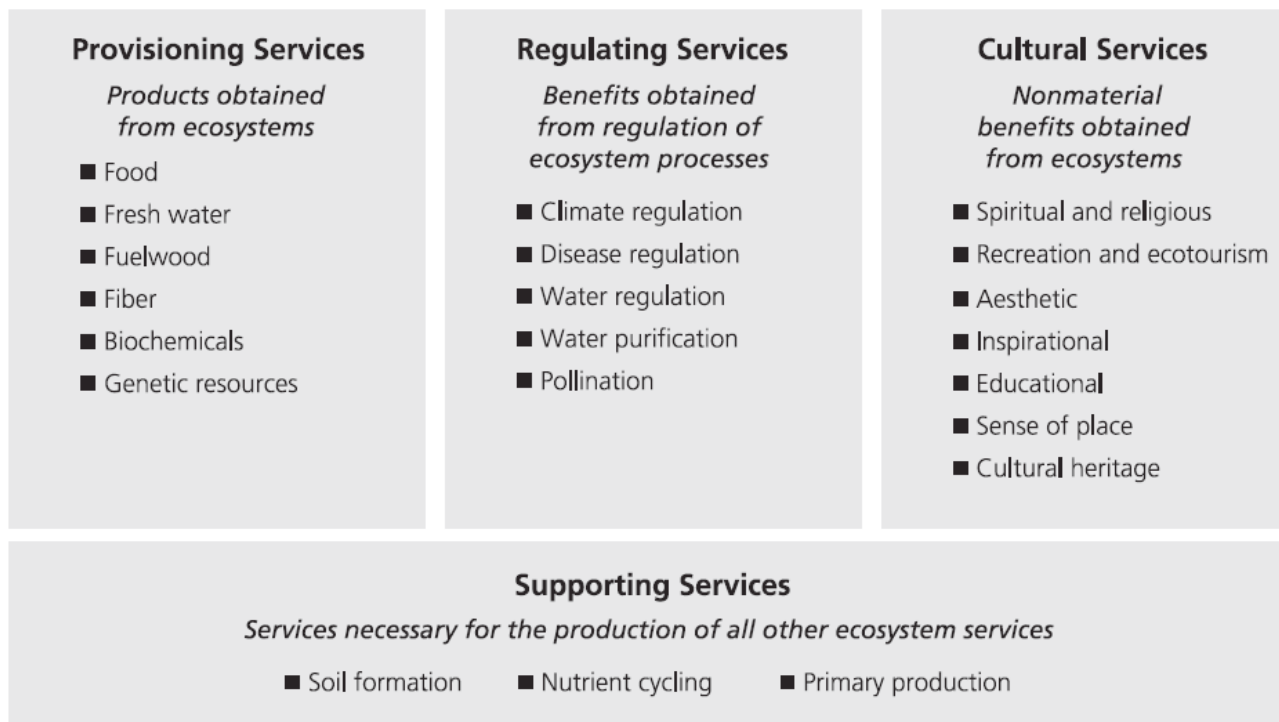 Provisioning Services
Products obtained
from ecosystems
■ Food
■ Fresh water
■ Fuelwood
■ Fiber
■ Biochemicals
■ Genetic resources
Regulating Services
Benefits obtained
from regulation of
ecosystem processes
■ Climate regulation
■ Disease regulation
■ Water regulation
■ Water purification
■ Pollination
Cultural Services
Nonmaterial
benefits obtained
from ecosystems
■ Spiritual and religious
■ Recreation and ecotourism
■ Aesthetic
■ Inspirational
■ Educational
■ Sense of place
■ Cultural heritage
Supporting Services
Services necessary for the production of all other ecosystem services
■ Soil formation ■ Nutrient cycling ■ Primary production